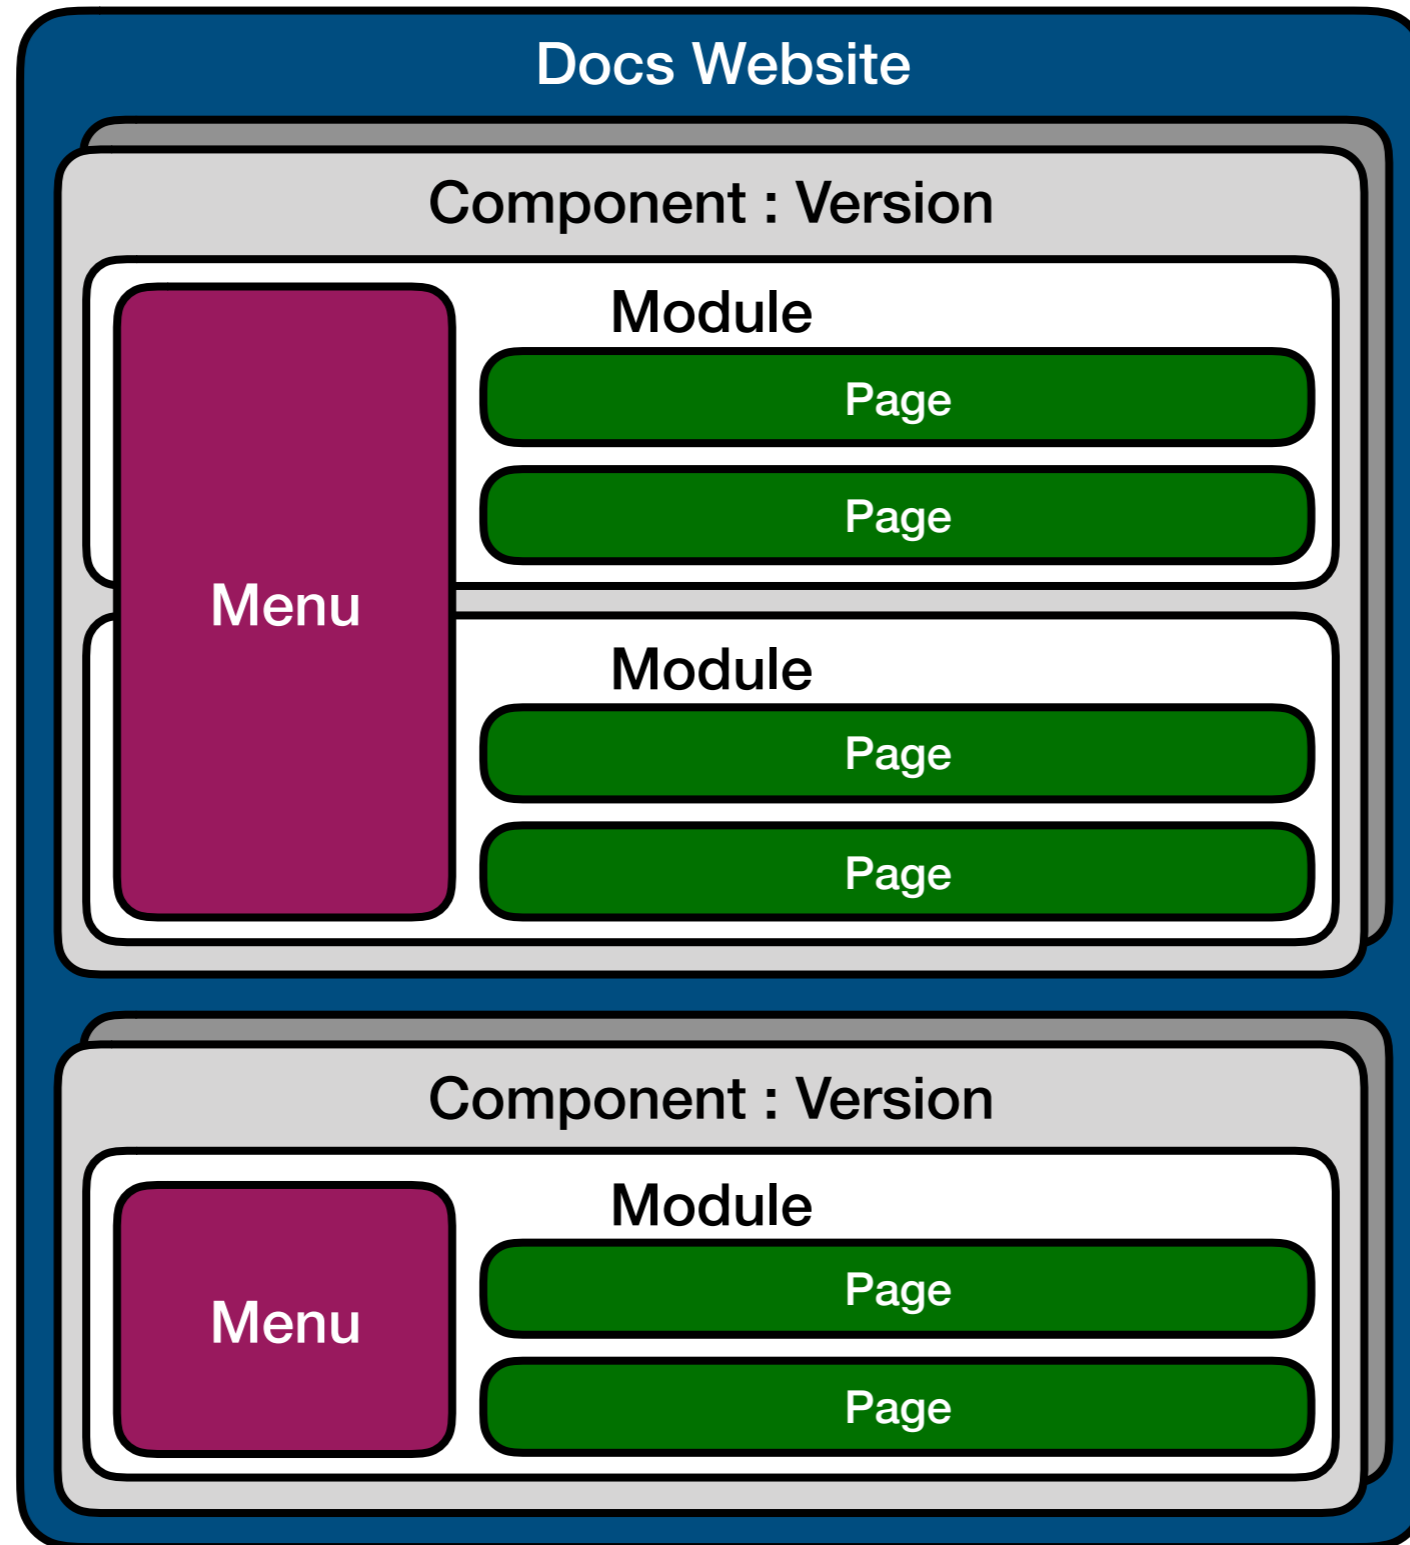 Docs Website
Component : Version
Module
Page
Page
Menu
Module
Page
Page
Component : Version
Module
Page
Menu
Page